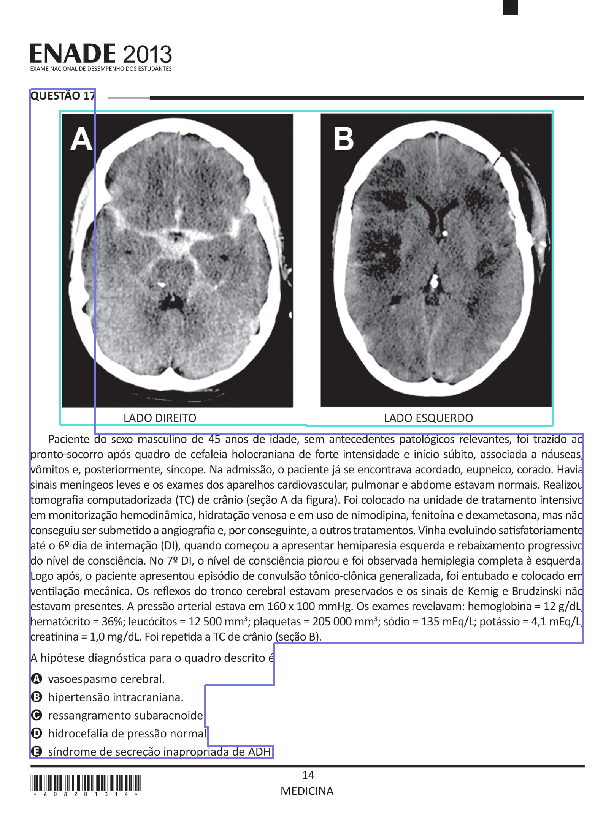 ENADE 2013
EXAME NACIONAL DE DESEMPENHO DOS ESTUDANTES
QUESTÃO 17
A
B
LADO DIREITO
LADO ESQUERDO
Paciente do sexo masculino de 45 anos de idade, sem antecedentes patológicos relevantes, foi trazido ao
pronto-socorro após quadro de cefaleia holocraniana de forte intensidade e início súbito, associada a náuseas,
vômitos e, posteriormente, síncope. Na admissão, o paciente já se encontrava acordado, eupneico, corado. Havia
sinais meníngeos leves e os exames dos aparelhos cardiovascular, pulmonar e abdome estavam normais. Realizou
tomografia computadorizada (TC) de crânio (seção A da figura). Foi colocado na unidade de tratamento intensivo
em monitorização hemodinâmica, hidratação venosa e em uso de nimodipina, fenitoína e dexametasona, mas não
conseguiu ser submetido a angiografia e, por conseguinte, a outros tratamentos. Vinha evoluindo satisfatoriamente
até o 6º dia de internação (DI), quando começou a apresentar hemiparesia esquerda e rebaixamento progressivo
do nível de consciência. No 7º DI, o nível de consciência piorou e foi observada hemiplegia completa à esquerda.
Logo após, o paciente apresentou episódio de convulsão tônico-clônica generalizada, foi entubado e colocado em
ventilação mecânica. Os reflexos do tronco cerebral estavam preservados e os sinais de Kernig e Brudzinski não
estavam presentes. A pressão arterial estava em 160 x 100 mmHg. Os exames revelavam: hemoglobina = 12 g/dL,
hematócrito = 36%; leucócitos = 12 500 mm³; plaquetas = 205 000 mm³; sódio = 135 mEq/L; potássio = 4,1 mEq/L,
creatinina = 1,0 mg/dL. Foi repetida a TC de crânio (seção B).
A hipótese diagnóstica para o quadro descrito é
A vasoespasmo cerebral.
B hipertensão intracraniana.
C ressangramento subaracnoide
D hidrocefalia de pressão normal
E síndrome de secreção inapropriada de ADH
14
MEDICINA
*A0820131 4*